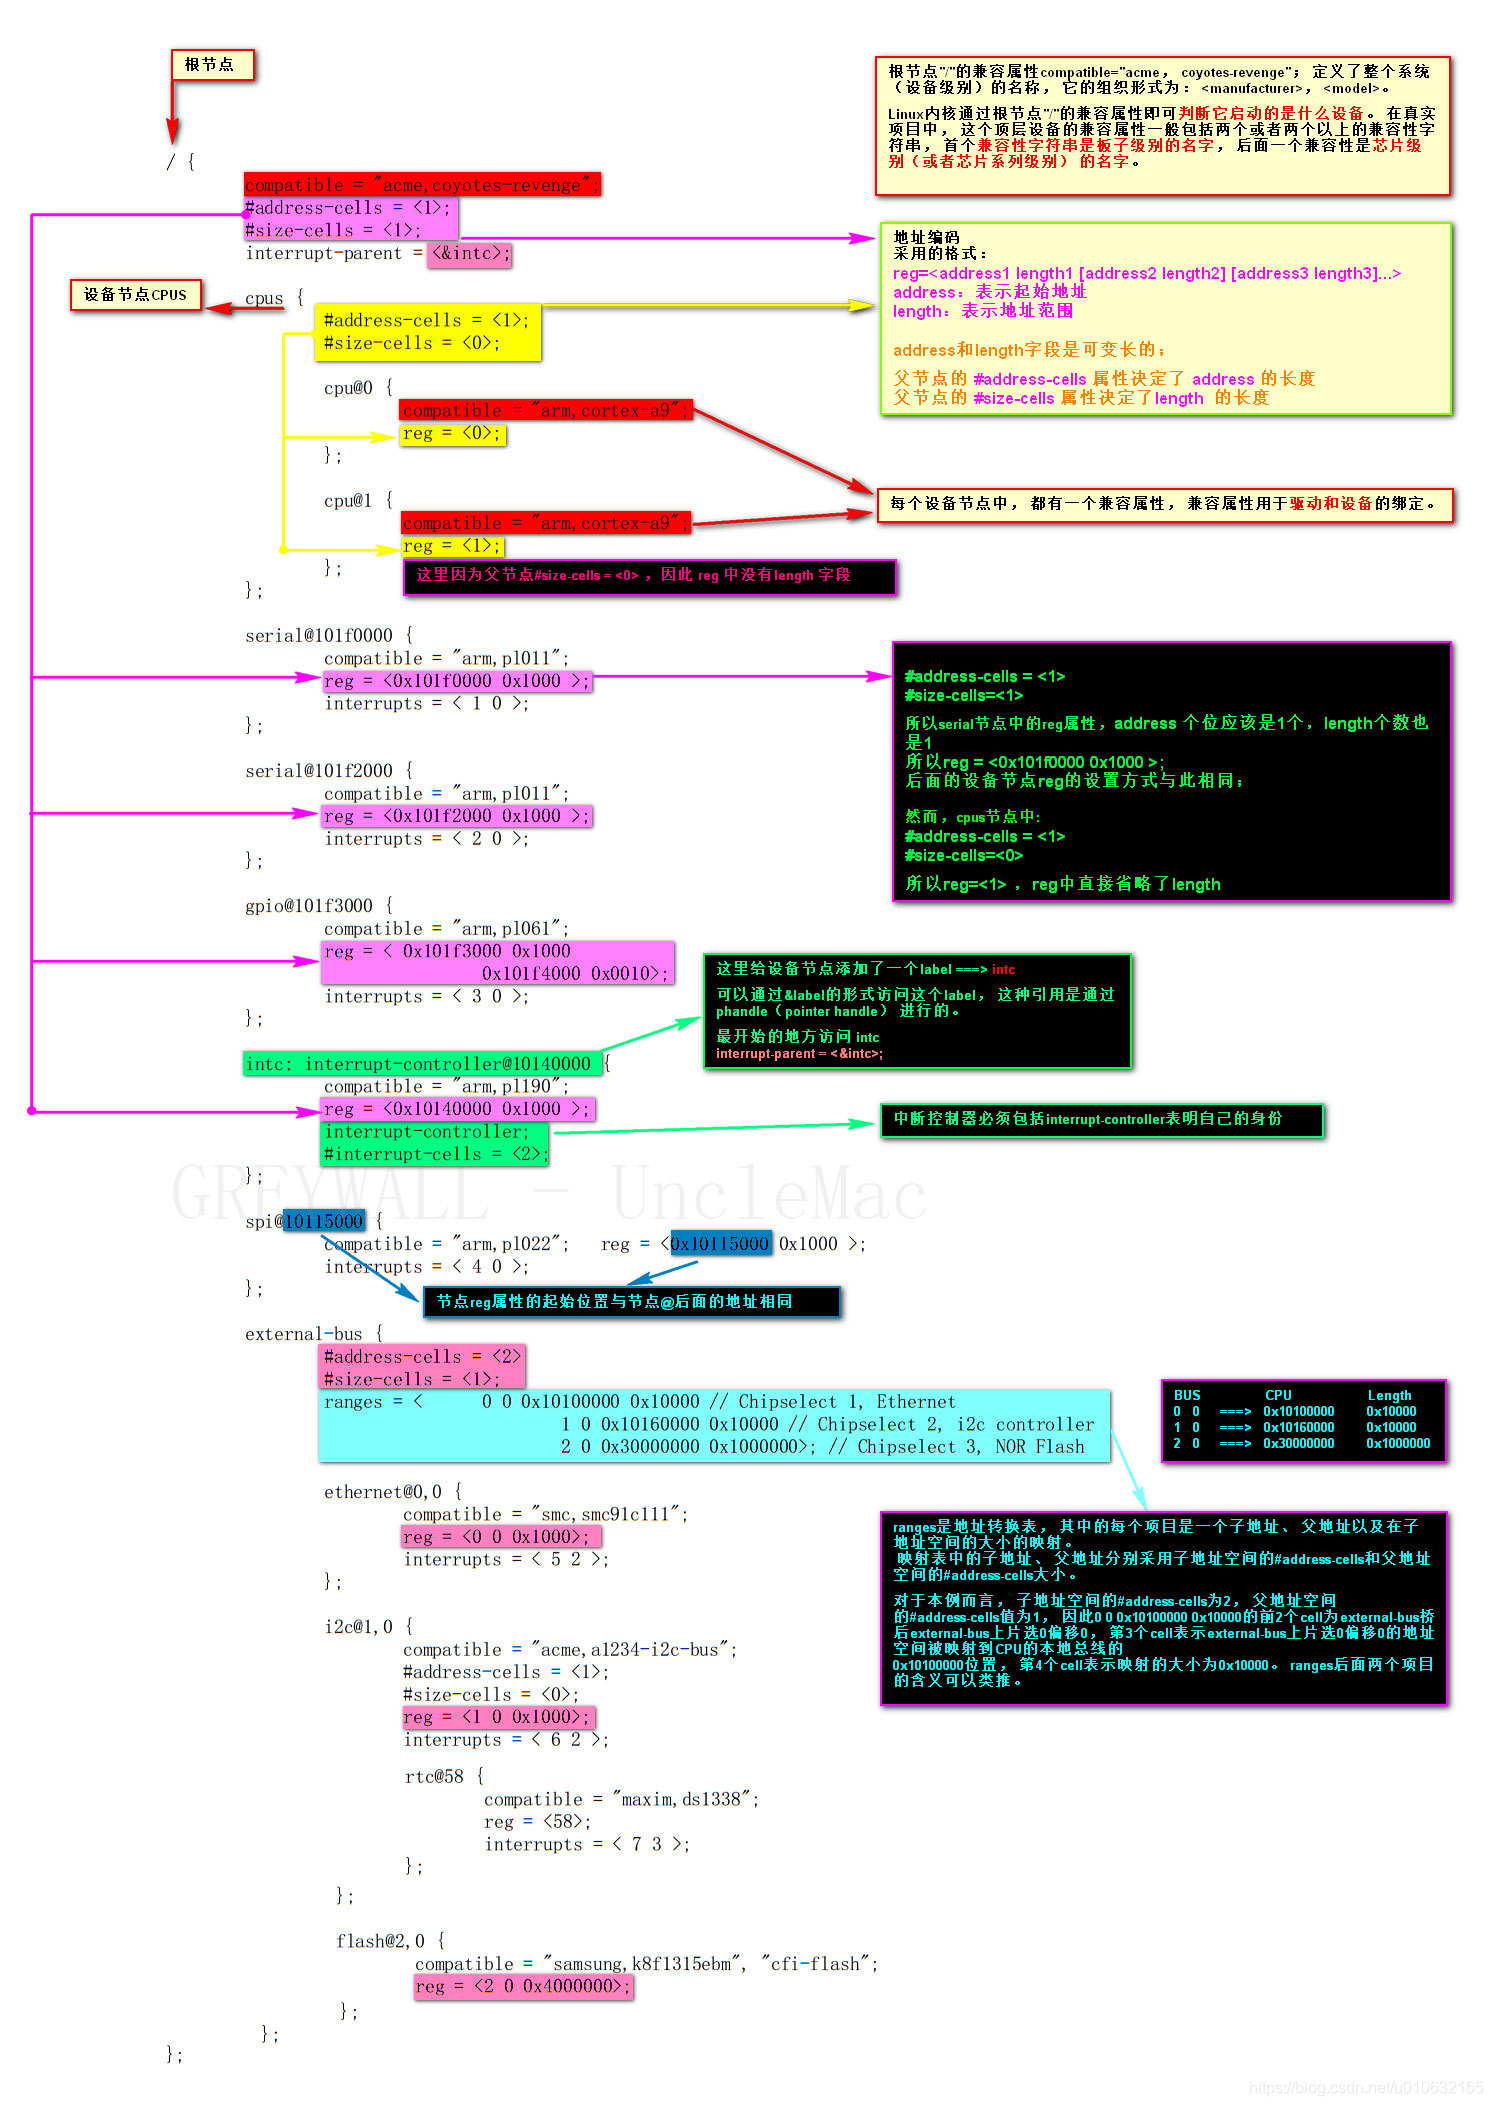 根节点
/ {
compatible = "acme,coyotes-revenge";
#address-cells = <1>;
#size-cells = <1>;
interrupt-parent = <&intc>;
设备节点CPUS
cpus {
#address-cells = <1>;
#size-cells = <0>;
cpu@0 {
compatible = "arm,cortex-a9";
reg = <0>;
};
cpu@1 {
compatible = "arm,cortex-a9";
reg = <1>;
};
这里因为父节点#size-cells = <0> ，因此 reg 中没有length 字段
};
serial@101f0000 {
compatible = "arm,pl011";
reg = <0x101f0000 0x1000 >;
interrupts = < 1 0 >;
};
serial@101f2000 {
compatible = "arm,pl011";
reg = <0x101f2000 0x1000 >;
interrupts = < 2 0 >;
};
gpio@101f3000 {
compatible = "arm,pl061";
reg = < 0x101f3000 0x1000
0x101f4000 0x0010>;
interrupts = < 3 0 >;
};
intc: interrupt-controller@10140000 {
compatible = "arm,pl190";
reg = <0x10140000 0x1000 >;
interrupt-controller;
#interrupt-cells = <2>;
};
GREYWALL - UncleMac
spi@10115000 {
compatible = "arm,pl022"; reg = <0x10115000 0x1000 >;
interrupts = < 4 0 >;
};
节点reg属性的起始位置与节点@后面的地址相同
external-bus {
#address-cells = <2>
#size-cells = <1>;
ranges = < 0 0 0x10100000 0x10000 // Chipselect 1, Ethernet
1 0 0x10160000 0x10000 // Chipselect 2, i2c controller
2 0 0x30000000 0x1000000>; // Chipselect 3, NOR Flash
ethernet@0,0 {
compatible = "smc,smc91c111";
reg = <0 0 0x1000>;
interrupts = < 5 2 >;
};
i2c@1,0 {
compatible = "acme,a1234-i2c-bus";
#address-cells = <1>;
#size-cells = <0>;
reg = <1 0 0x1000>;
interrupts = < 6 2 >;
rtc@58 {
compatible = "maxim,ds1338";
reg = <58>;
interrupts = < 7 3 >;
};
};
flash@2,0 {
compatible = "samsung,k8f1315ebm", "cfi-flash";
reg = <2 0 0x4000000>;
};
};
};
根节点"/"的兼容属性compatible="acme， coyotes-revenge"； 定义了整个系统
（设备级别）的名称，它的组织形式为：<manufacturer>，<model>。
Linux内核通过根节点"/"的兼容属性即可判断它启动的是什么设备。在真实
项目中，这个顶层设备的兼容属性一般包括两个或者两个以上的兼容性字
符串，首个兼容性字符串是板子级别的名字，后面一个兼容性是芯片级
别（或者芯片系列级别）的名字。
地址编码
采用的格式：
reg=<address1 length1 [address2 length2] [address3 length3]...>
address：表示起始地址
length：表示地址范围
address和length字段是可变长的；
父节点的 #address-cells 属性决定了 address 的长度
父节点的 #size-cells 属性决定了length 的长度
每个设备节点中，都有一个兼容属性，兼容属性用于驱动和设备的绑定。
#address-cells = <1>
#size-cells=<1>
所以serial节点中的reg属性，address 个位应该是1个，length个数也
是1
所以reg = <0x101f0000 0x1000 >;
后面的设备节点reg的设置方式与此相同；
然而，cpus节点中:
#address-cells = <1>
#size-cells=<0>
所以reg=<1> ，reg中直接省略了length
这里给设备节点添加了一个label ===> intc
可以通过&label的形式访问这个label，这种引用是通过
phandle（pointer handle） 进行的。
最开始的地方访问 intc
interrupt-parent = <&intc>;
中断控制器必须包括interrupt-controller表明自己的身份
BUS CPU Length
0 0 ===> 0x10100000 0x10000
1 0 ===> 0x10160000 0x10000
2 0 ===> 0x30000000 0x1000000
ranges是地址转换表，其中的每个项目是一个子地址、父地址以及在子
地址空间的大小的映射。
映射表中的子地址、父地址分别采用子地址空间的#address-cells和父地址
空间的#address-cells大小。
对于本例而言，子地址空间的#address-cells为2，父地址空间
的#address-cells值为1，因此0 0 0x10100000 0x10000的前2个cell为external-bus桥
后external-bus上片选0偏移0，第3个cell表示external-bus上片选0偏移0的地址
空间被映射到CPU的本地总线的
0x10100000位置，第4个cell表示映射的大小为0x10000。ranges后面两个项目
的含义可以类推。
https://blog.csdn.net/u010632165